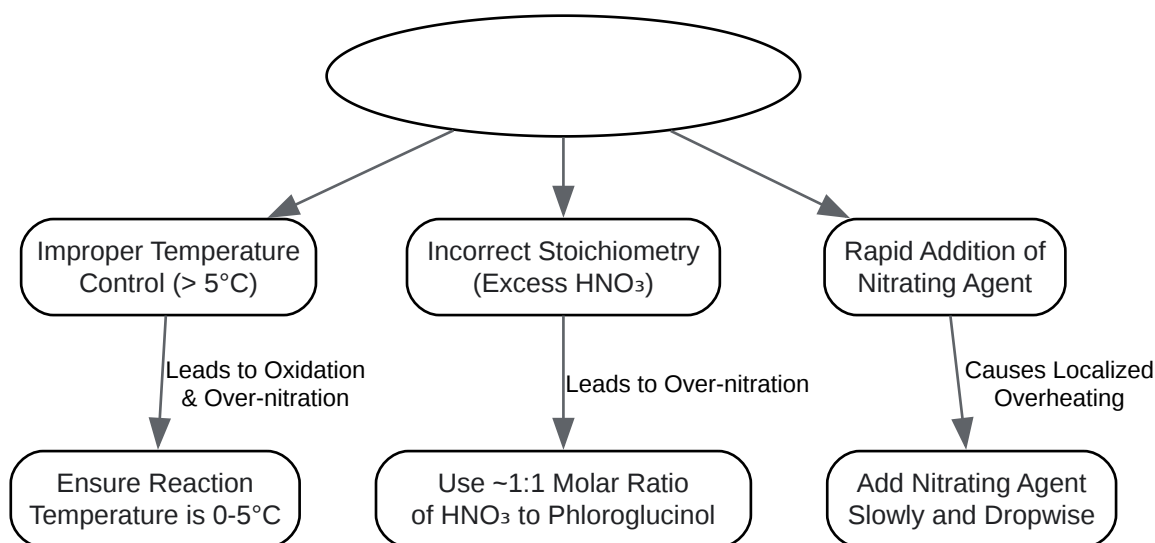 Improper Temperature
Control (> 5°C)
Incorrect Stoichiometry
(Excess HNO₃)
Rapid Addition of
Nitrating Agent
Leads to Oxidation
& Over-nitration
Leads to Over-nitration
Causes Localized
Overheating
Ensure Reaction
Temperature is 0-5°C
Use ~1:1 Molar Ratio
of HNO₃ to Phloroglucinol
Add Nitrating Agent
Slowly and Dropwise